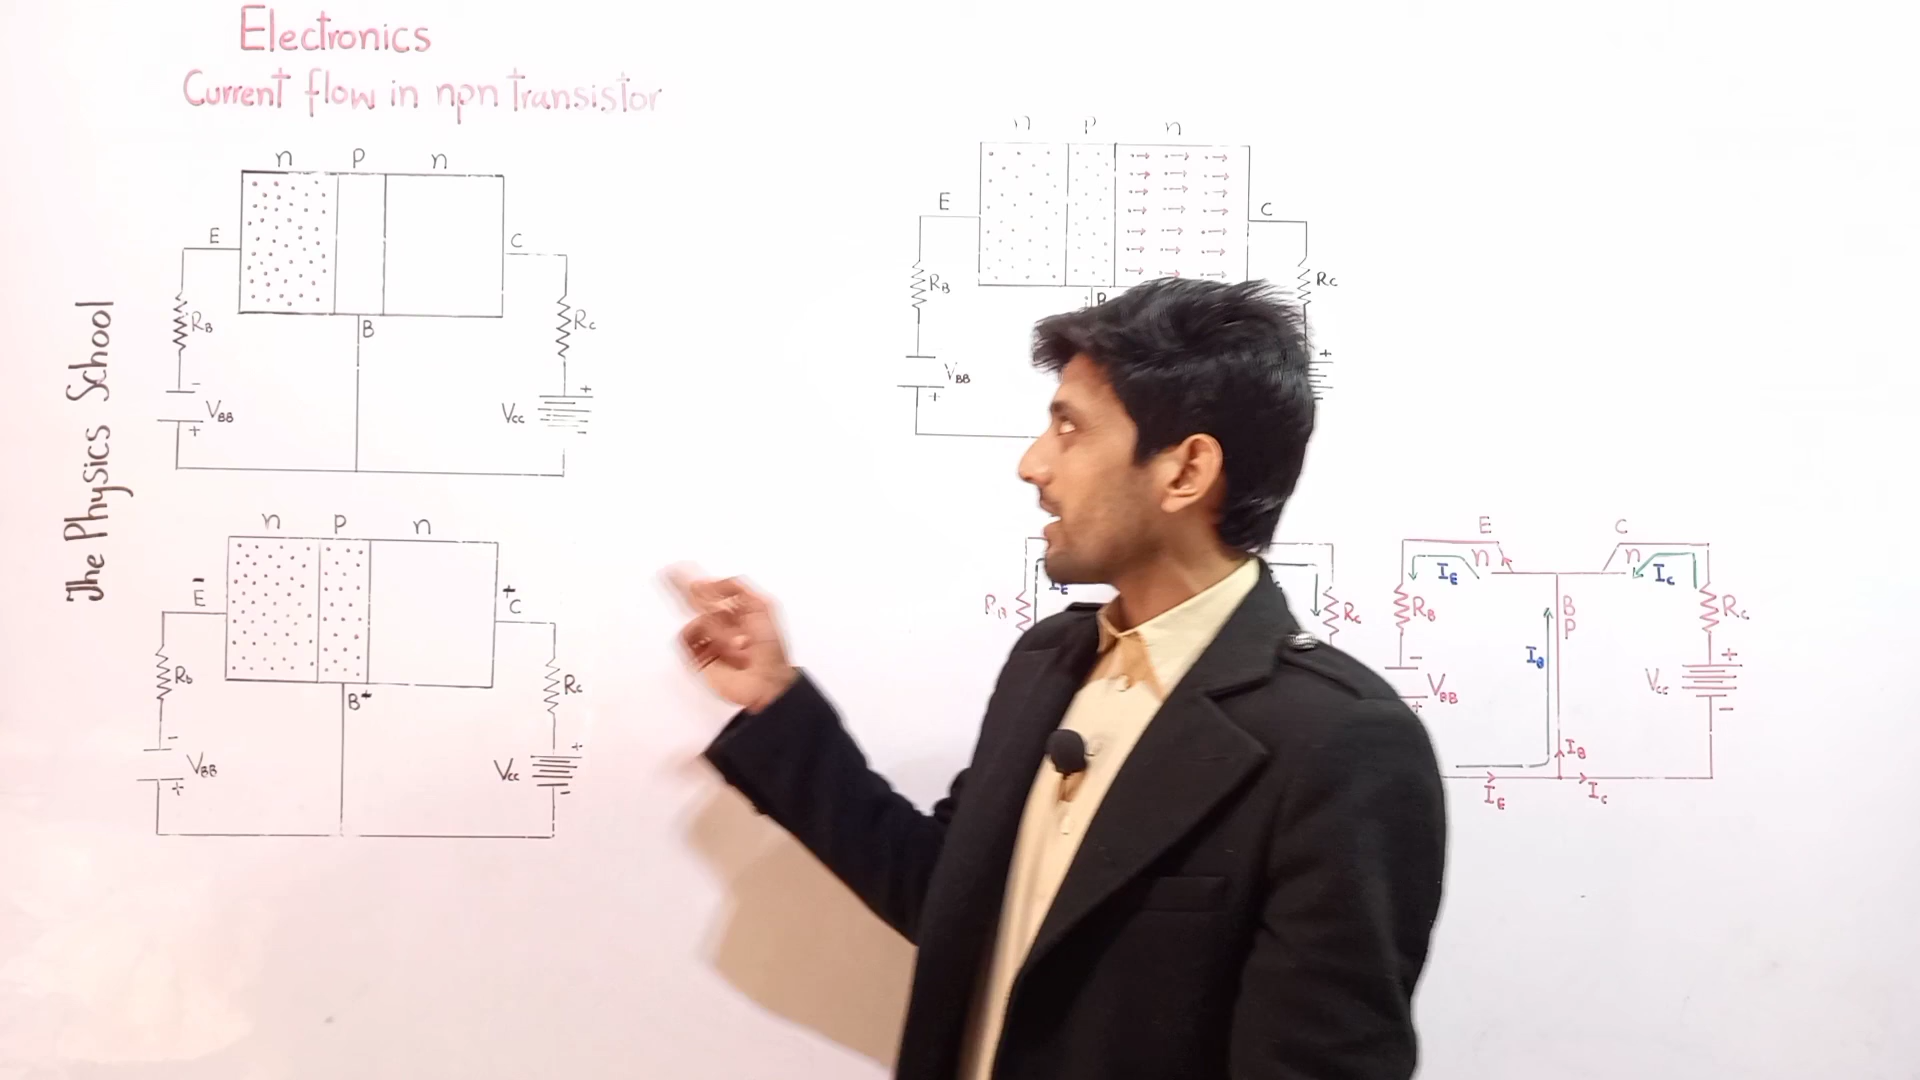 Electronics
Current flow in npn transistor
The Physics School
n P n
E
C
RB
B
RC
-
+
VBB
VCC
+
-
n P n
-
E
+
C
Rb
B+
RC
-
+
VBB
VCC
+
-
n P n
E
C
RB
B
RC
VBB
+
+
IE
RB
RC
E
C
n
n
IE
IC
RB
B
P
RC
IB
-
+
VBB
VCC
+
-
IB
IE
IC